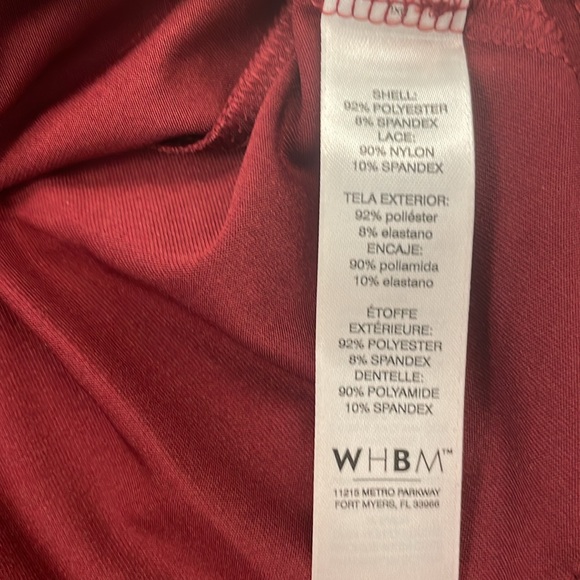 SHELL:
92% POLYESTER
8% SPANDEX
LACE:
90% NYLON
10% SPANDEX
TELA EXTERIOR:
92% poliéster
8% elastano
ENCAJE:
90% poliamida
10% elastano
ÉTOFFE
EXTÉRIEURE:
92% POLYESTER
8% SPANDEX
DENTELLE:
90% POLYAMIDE
10% SPANDEX
WHBM™
11215 METRO PARKWAY
FORT MYERS, FL 33966